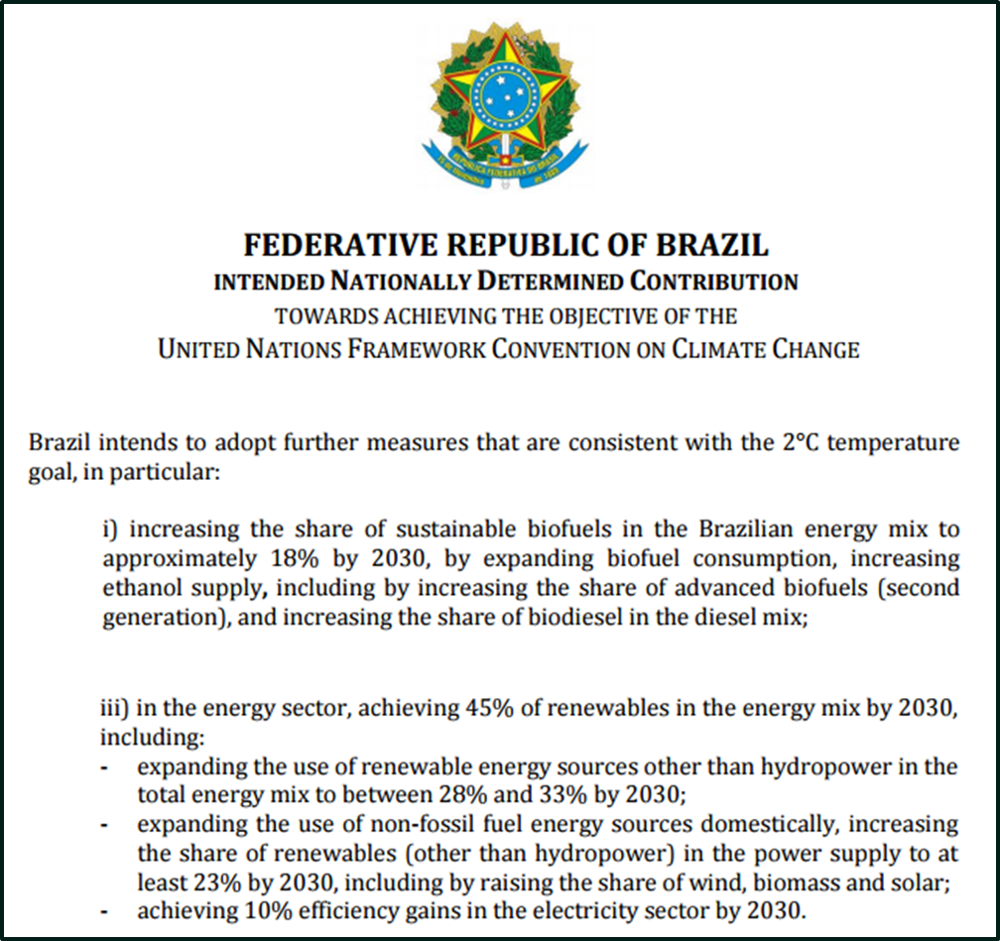 REPÚBLICA FEDERATIVA DO BRASIL
FEDERATIVE REPUBLIC OF BRAZIL
INTENDED NATIONALLY DETERMINED CONTRIBUTION
TOWARDS ACHIEVING THE OBJECTIVE OF THE
UNITED NATIONS FRAMEWORK CONVENTION ON CLIMATE CHANGE
Brazil intends to adopt further measures that are consistent with the 2°C temperature
goal, in particular:
i) increasing the share of sustainable biofuels in the Brazilian energy mix to
approximately 18% by 2030, by expanding biofuel consumption, increasing
ethanol supply, including by increasing the share of advanced biofuels (second
generation), and increasing the share of biodiesel in the diesel mix;
iii) in the energy sector, achieving 45% of renewables in the energy mix by 2030,
including:
- expanding the use of renewable energy sources other than hydropower in the
total energy mix to between 28% and 33% by 2030;
- expanding the use of non-fossil fuel energy sources domestically, increasing
the share of renewables (other than hydropower) in the power supply to at
least 23% by 2030, including by raising the share of wind, biomass and solar;
- achieving 10% efficiency gains in the electricity sector by 2030.